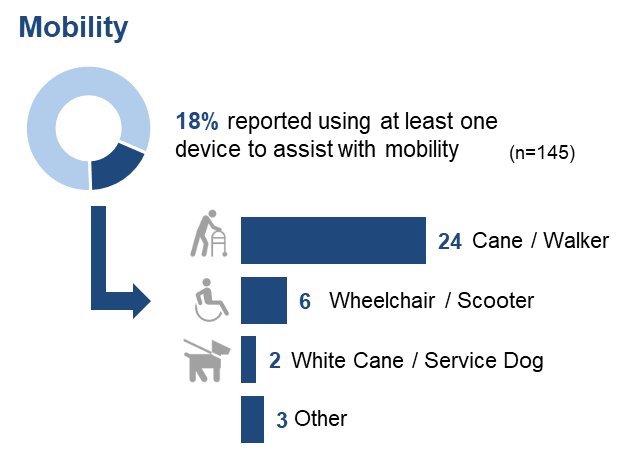 Mobility
18% reported using at least one
device to assist with mobility (n=145)
24 Cane / Walker
6 Wheelchair / Scooter
2 White Cane / Service Dog
3 Other